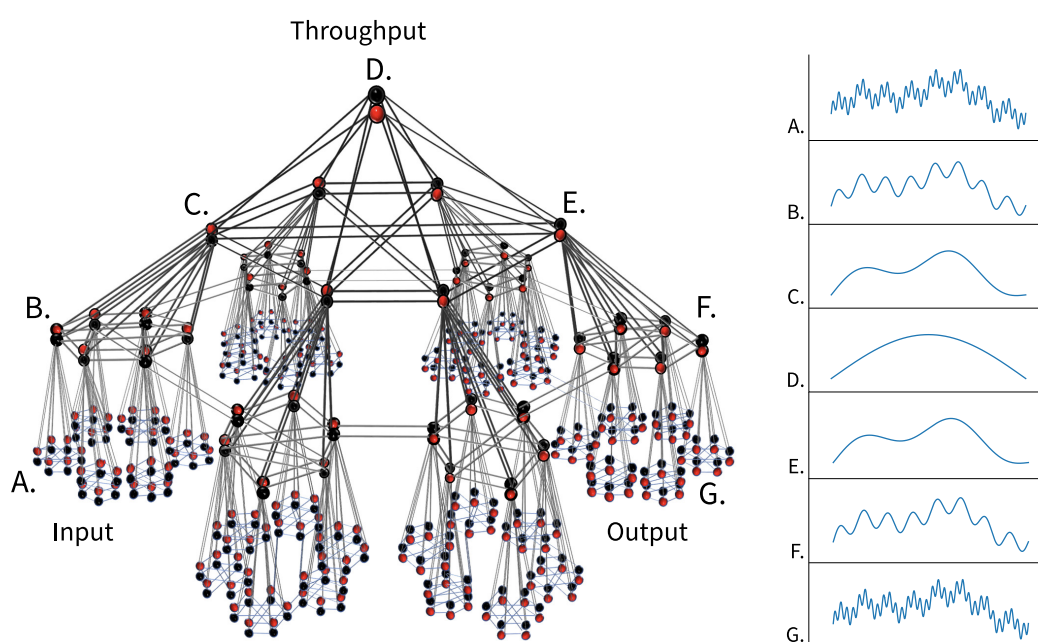 Throughput
D.
C.
E.
B.
F.
A.
G.
Input
Output
A.
B.
C.
D.
E.
F.
G.